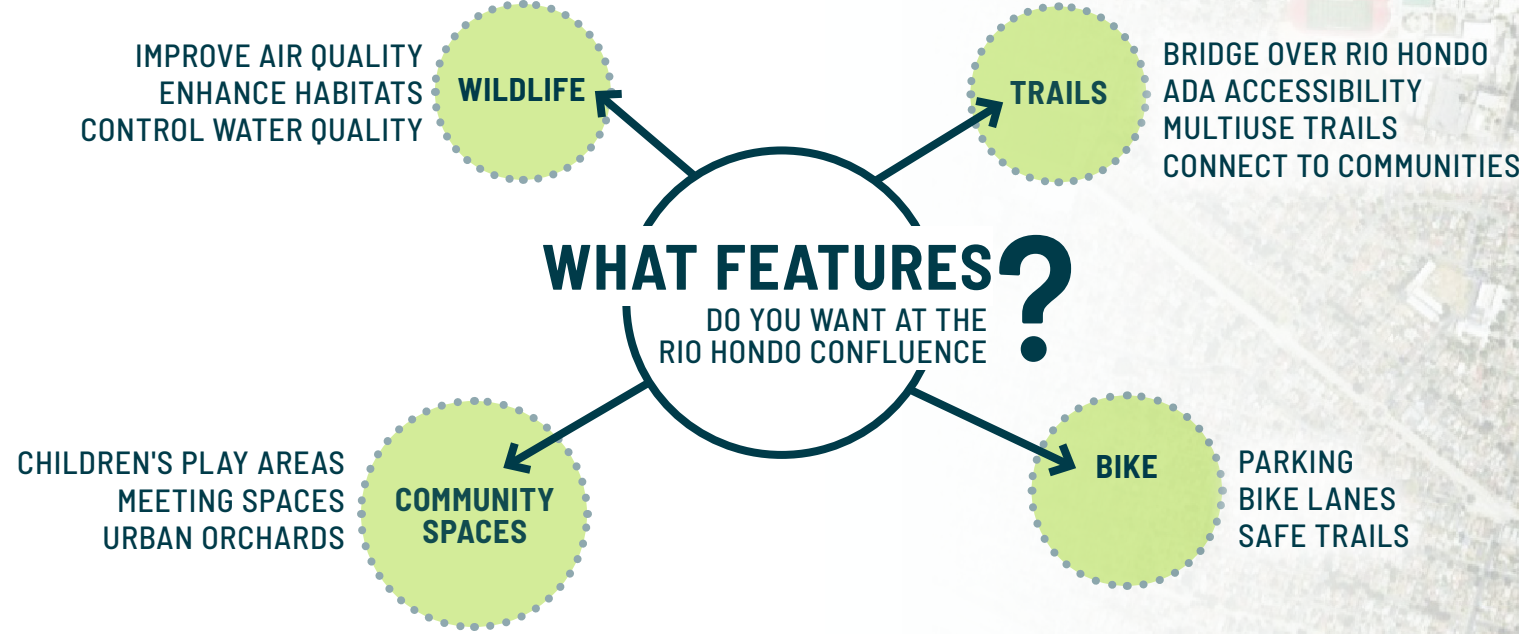 IMPROVE AIR QUALITY
ENHANCE HABITATS
CONTROL WATER QUALITY
WILDLIFE
TRAILS
BRIDGE OVER RIO HONDO
ADA ACCESSIBILITY
MULTIUSE TRAILS
CONNECT TO COMMUNITIES
WHAT FEATURES?
DO YOU WANT AT THE
RIO HONDO CONFLUENCE
CHILDREN'S PLAY AREAS
MEETING SPACES
URBAN ORCHARDS
COMMUNITY
SPACES
BIKE
PARKING
BIKE LANES
SAFE TRAILS